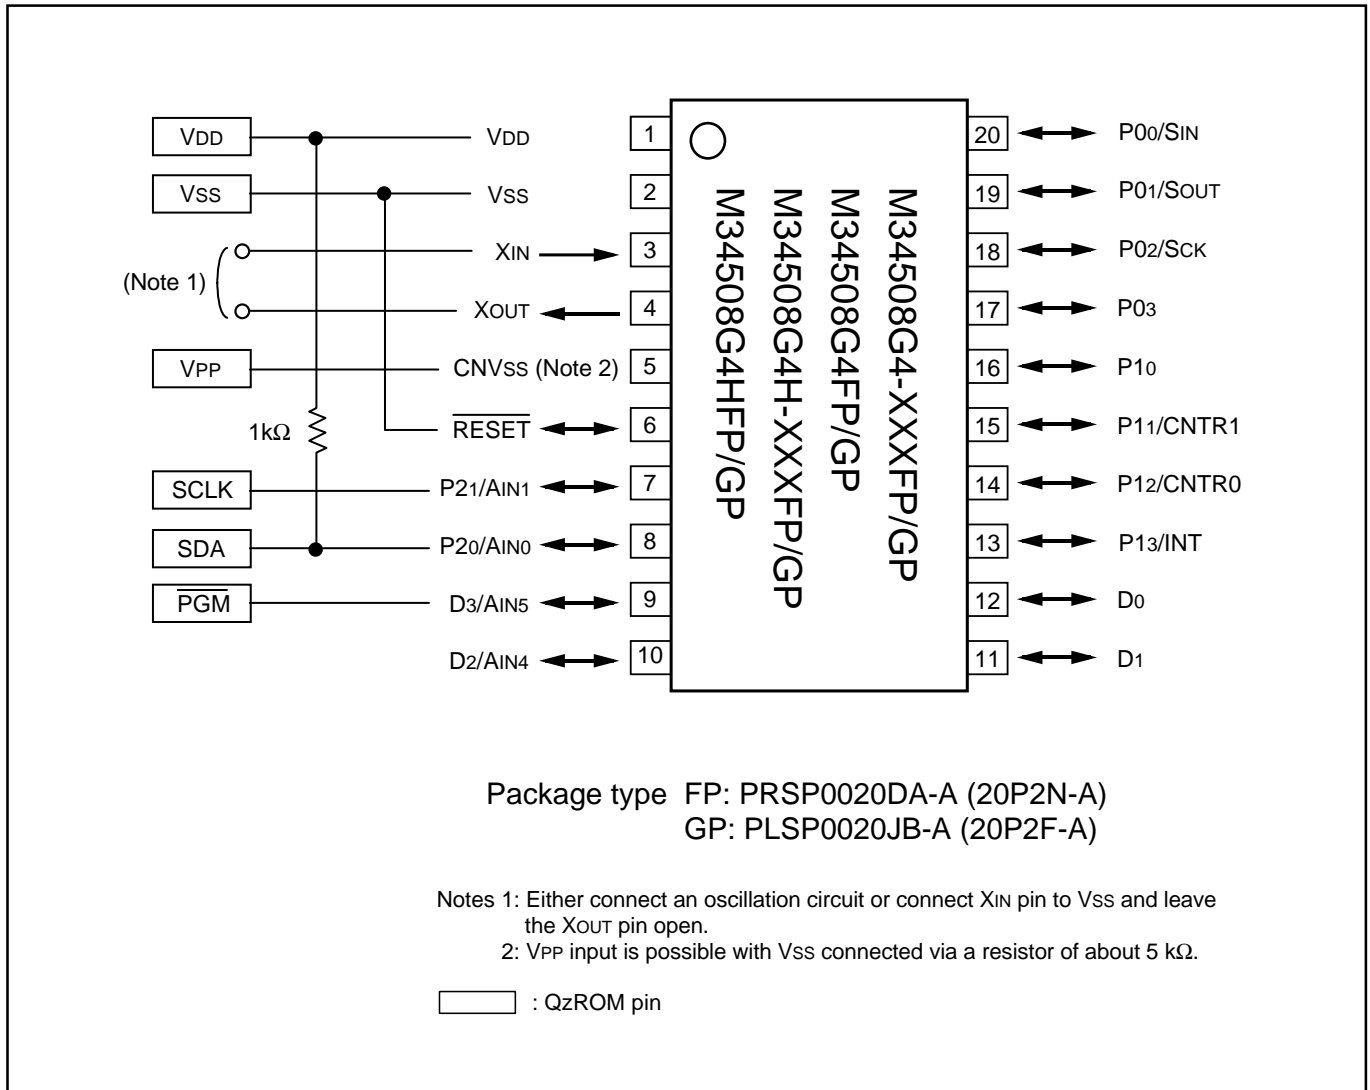 VDD VDD 1 20 P00/SIN
VSS VSS 2 19 P01/SOUT
XIN 3 18 P02/SCK
(Note 1)
XOUT 4 17 P03
VPP CNVSS (Note 2) 5 16 P10
1kΩ RESET 6 15 P11/CNTR1
SCLK P21/AIN1 7 14 P12/CNTR0
SDA P20/AIN0 8 13 P13/INT
PGM D3/AIN5 9 12 D0
D2/AIN4 10 11 D1
M34508G4-XXXFP/GP
M34508G4FP/GP
M34508G4H-XXXFP/GP
M34508G4HFP/GP
Package type FP: PRSP0020DA-A (20P2N-A)
GP: PLSP0020JB-A (20P2F-A)
Notes 1: Either connect an oscillation circuit or connect XIN pin to VSS and leave
the XOUT pin open.
2: VPP input is possible with VSS connected via a resistor of about 5 kΩ.
: QzROM pin